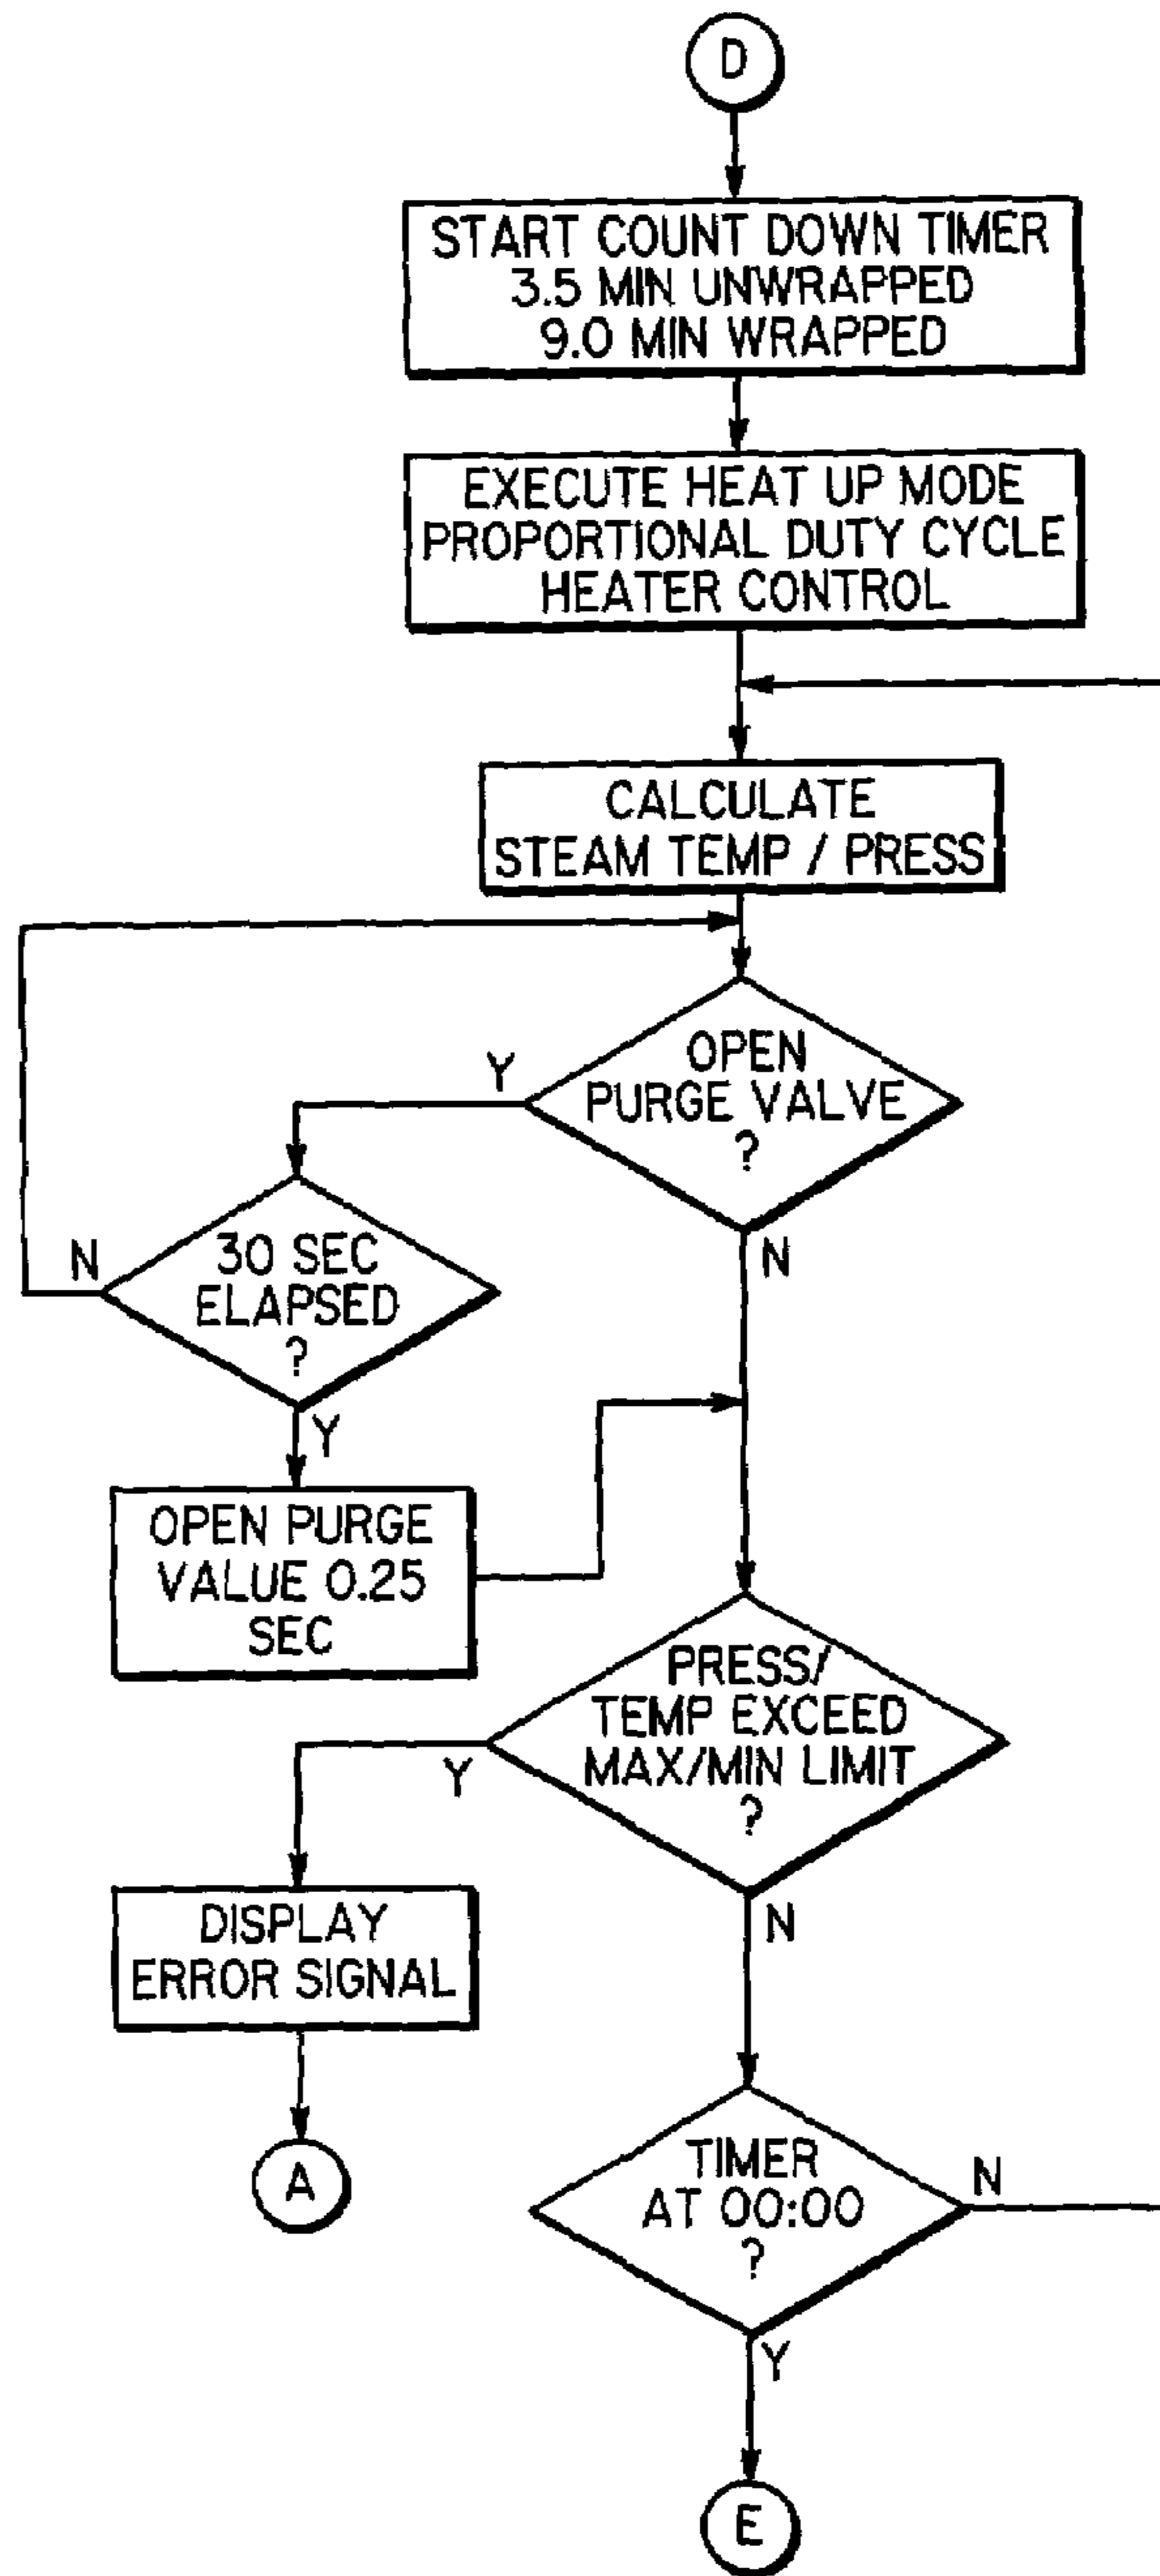 D
START COUNT DOWN TIMER
3.5 MIN UNWRAPPED
9.0 MIN WRAPPED
EXECUTE HEAT UP MODE
PROPORTIONAL DUTY CYCLE
HEATER CONTROL
CALCULATE
STEAM TEMP / PRESS
OPEN
PURGE VALVE
?
Y
N
30 SEC
ELAPSED
?
N
Y
OPEN PURGE
VALUE 0.25
SEC
PRESS/
TEMP EXCEED
MAX/MIN LIMIT
?
Y
N
DISPLAY
ERROR SIGNAL
A
TIMER
AT 00:00
?
N
Y
E